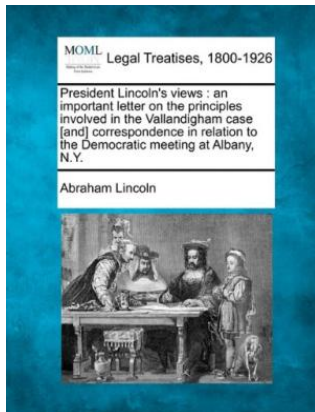 MOML
Legal Treatises, 1800-1926
President Lincoln's views : an
important letter on the principles
involved in the Vallandigham case
[and] correspondence in relation to
the Democratic meeting at Albany,
N.Y.
Abraham Lincoln